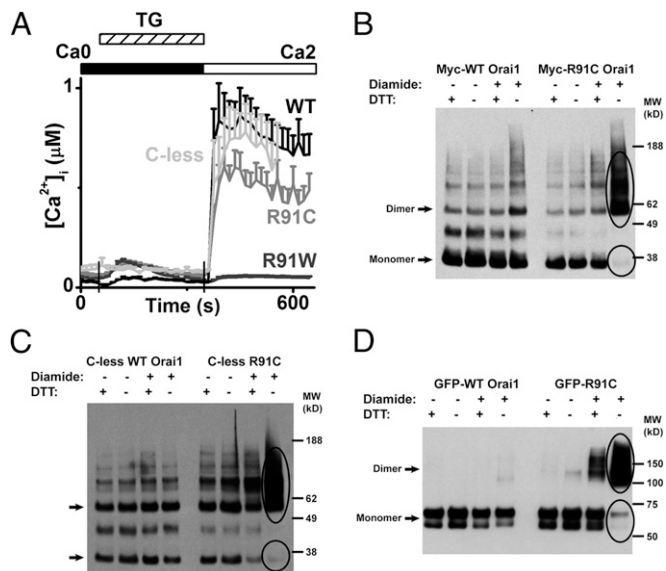 A
TG
Ca0
Ca2
1
WT
C-less
R91C
R91W
[Ca²⁺]ᵢ (µM)
0
0
Time (s)
600
B
Myc-WT Orai1 Myc-R91C Orai1
Diamide: - - + + - - + +
DTT: + - + - + - + -
MW
(kD)
188
Dimer
62
49
Monomer
38
C
C-less WT Orai1 C-less R91C
Diamide: - - + + - - + +
DTT: + - + - + - + -
MW
(kD)
188
62
49
38
D
GFP-WT Orai1 GFP-R91C
Diamide: - - + + - - + +
DTT: + - + - + - + -
MW
(kD)
Dimer
150
100
Monomer
75
50